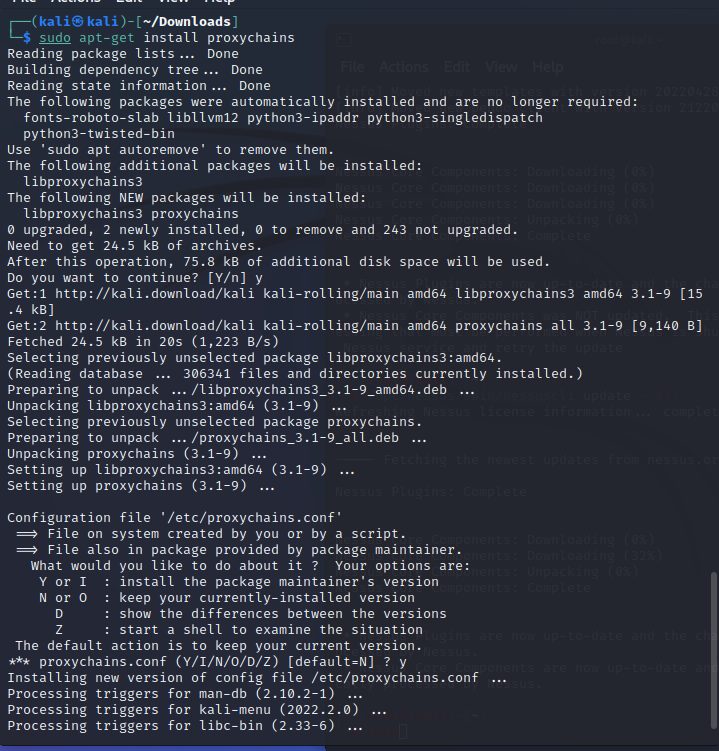 ┌──(kali㉿kali)-[~/Downloads]
└─$ sudo apt-get install proxychains
Reading package lists... Done
Building dependency tree... Done
Reading state information... Done
The following packages were automatically installed and are no longer required:
  fonts-roboto-slab libllvm12 python3-ipaddr python3-singledispatch
  python3-twisted-bin
Use 'sudo apt autoremove' to remove them.
The following additional packages will be installed:
  libproxychains3
The following NEW packages will be installed:
  libproxychains3 proxychains
0 upgraded, 2 newly installed, 0 to remove and 243 not upgraded.
Need to get 24.5 kB of archives.
After this operation, 75.8 kB of additional disk space will be used.
Do you want to continue? [Y/n] y
Get:1 http://kali.download/kali kali-rolling/main amd64 libproxychains3 amd64 3.1-9 [15
.4 kB]
Get:2 http://kali.download/kali kali-rolling/main amd64 proxychains all 3.1-9 [9,140 B]
Fetched 24.5 kB in 20s (1,223 B/s)
Selecting previously unselected package libproxychains3:amd64.
(Reading database ... 306341 files and directories currently installed.)
Preparing to unpack .../libproxychains3_3.1-9_amd64.deb ...
Unpacking libproxychains3:amd64 (3.1-9) ...
Selecting previously unselected package proxychains.
Preparing to unpack .../proxychains_3.1-9_all.deb ...
Unpacking proxychains (3.1-9) ...
Setting up libproxychains3:amd64 (3.1-9) ...
Setting up proxychains (3.1-9) ...
Configuration file '/etc/proxychains.conf'
 ==> File on system created by you or by a script.
 ==> File also in package provided by package maintainer.
   What would you like to do about it ?  Your options are:
    Y or I  : install the package maintainer's version
    N or O  : keep your currently-installed version
      D     : show the differences between the versions
      Z     : start a shell to examine the situation
 The default action is to keep your current version.
*** proxychains.conf (Y/I/N/O/D/Z) [default=N] ? y
Installing new version of config file /etc/proxychains.conf ...
Processing triggers for man-db (2.10.2-1) ...
Processing triggers for kali-menu (2022.2.0) ...
Processing triggers for libc-bin (2.33-6) ...
File Actions Edit View Help
Nessus Plugins: Complete